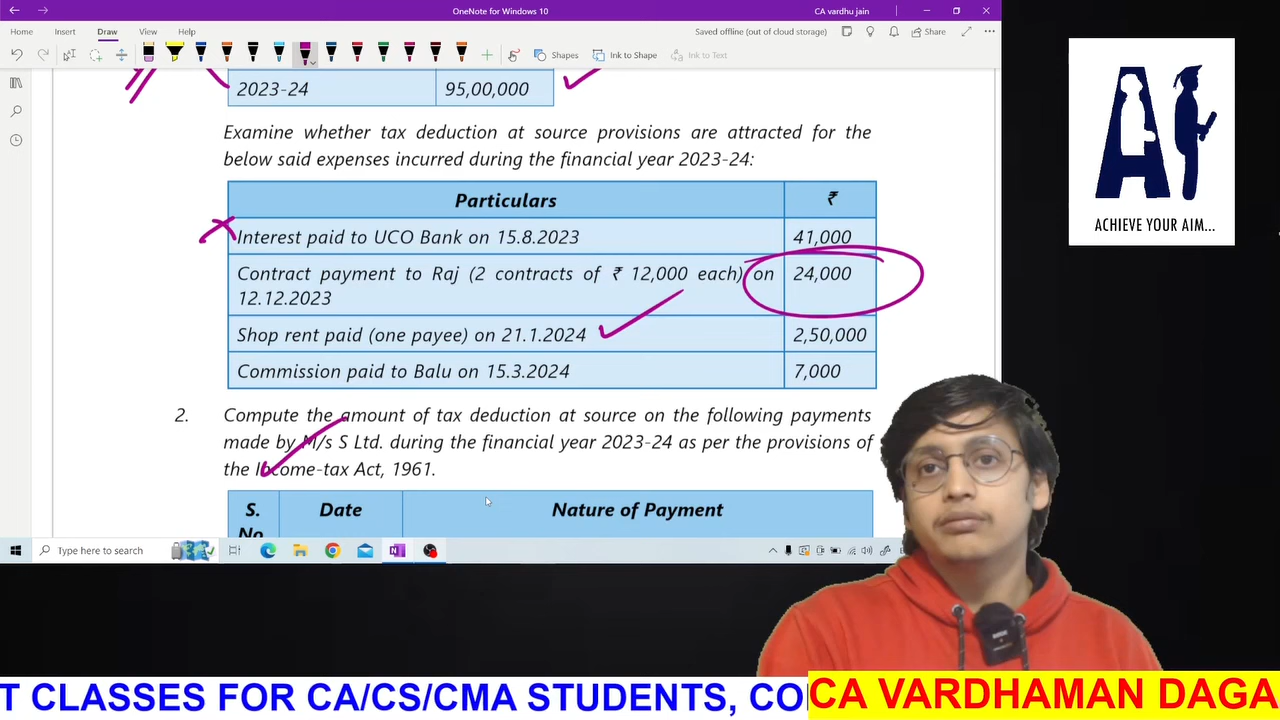 OneNote for Windows 10
CA vardhu jain
Home Insert Draw View Help
Saved offline (out of cloud storage)
Share
Shapes Ink to Shape Ink to Text
2023-24 95,00,000
Examine whether tax deduction at source provisions are attracted for the
below said expenses incurred during the financial year 2023-24:
Particulars ₹
Interest paid to UCO Bank on 15.8.2023 41,000
Contract payment to Raj (2 contracts of ₹ 12,000 each) on 24,000
12.12.2023
Shop rent paid (one payee) on 21.1.2024 2,50,000
Commission paid to Balu on 15.3.2024 7,000
2. Compute the amount of tax deduction at source on the following payments
made by M/s S Ltd. during the financial year 2023-24 as per the provisions of
the Income-tax Act, 1961.
S. Date Nature of Payment
No
Type here to search
ACHIEVE YOUR AIM...
T CLASSES FOR CA/CS/CMA STUDENTS, CO
CA VARDHAMAN DAGA